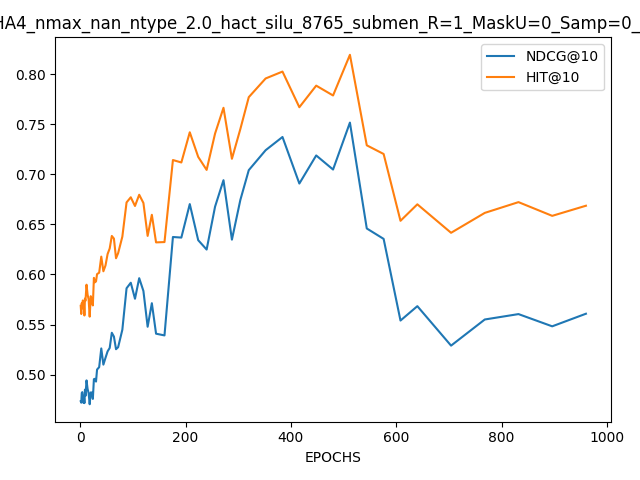 HA4_nmax_nan_ntype_2.0_hact_silu_8765_submen_R=1_MaskU=0_Samp=0_
NDCG@10
HIT@10
0.80
0.75
0.70
0.65
0.60
0.55
0.50
0 200 400 600 800 1000
EPOCHS